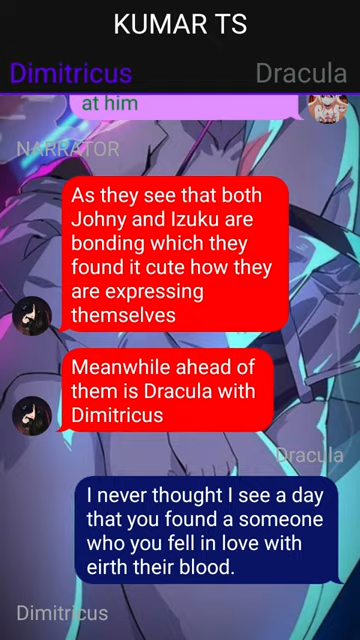 KUMAR TS
Dimitricus
Dracula
at him
NARRATOR
As they see that both
Johny and Izuku are
bonding which they
found it cute how they
are expressing
themselves
Meanwhile ahead of
them is Dracula with
Dimitricus
Dracula
I never thought I see a day
that you found a someone
who you fell in love with
eirth their blood.
Dimitricus